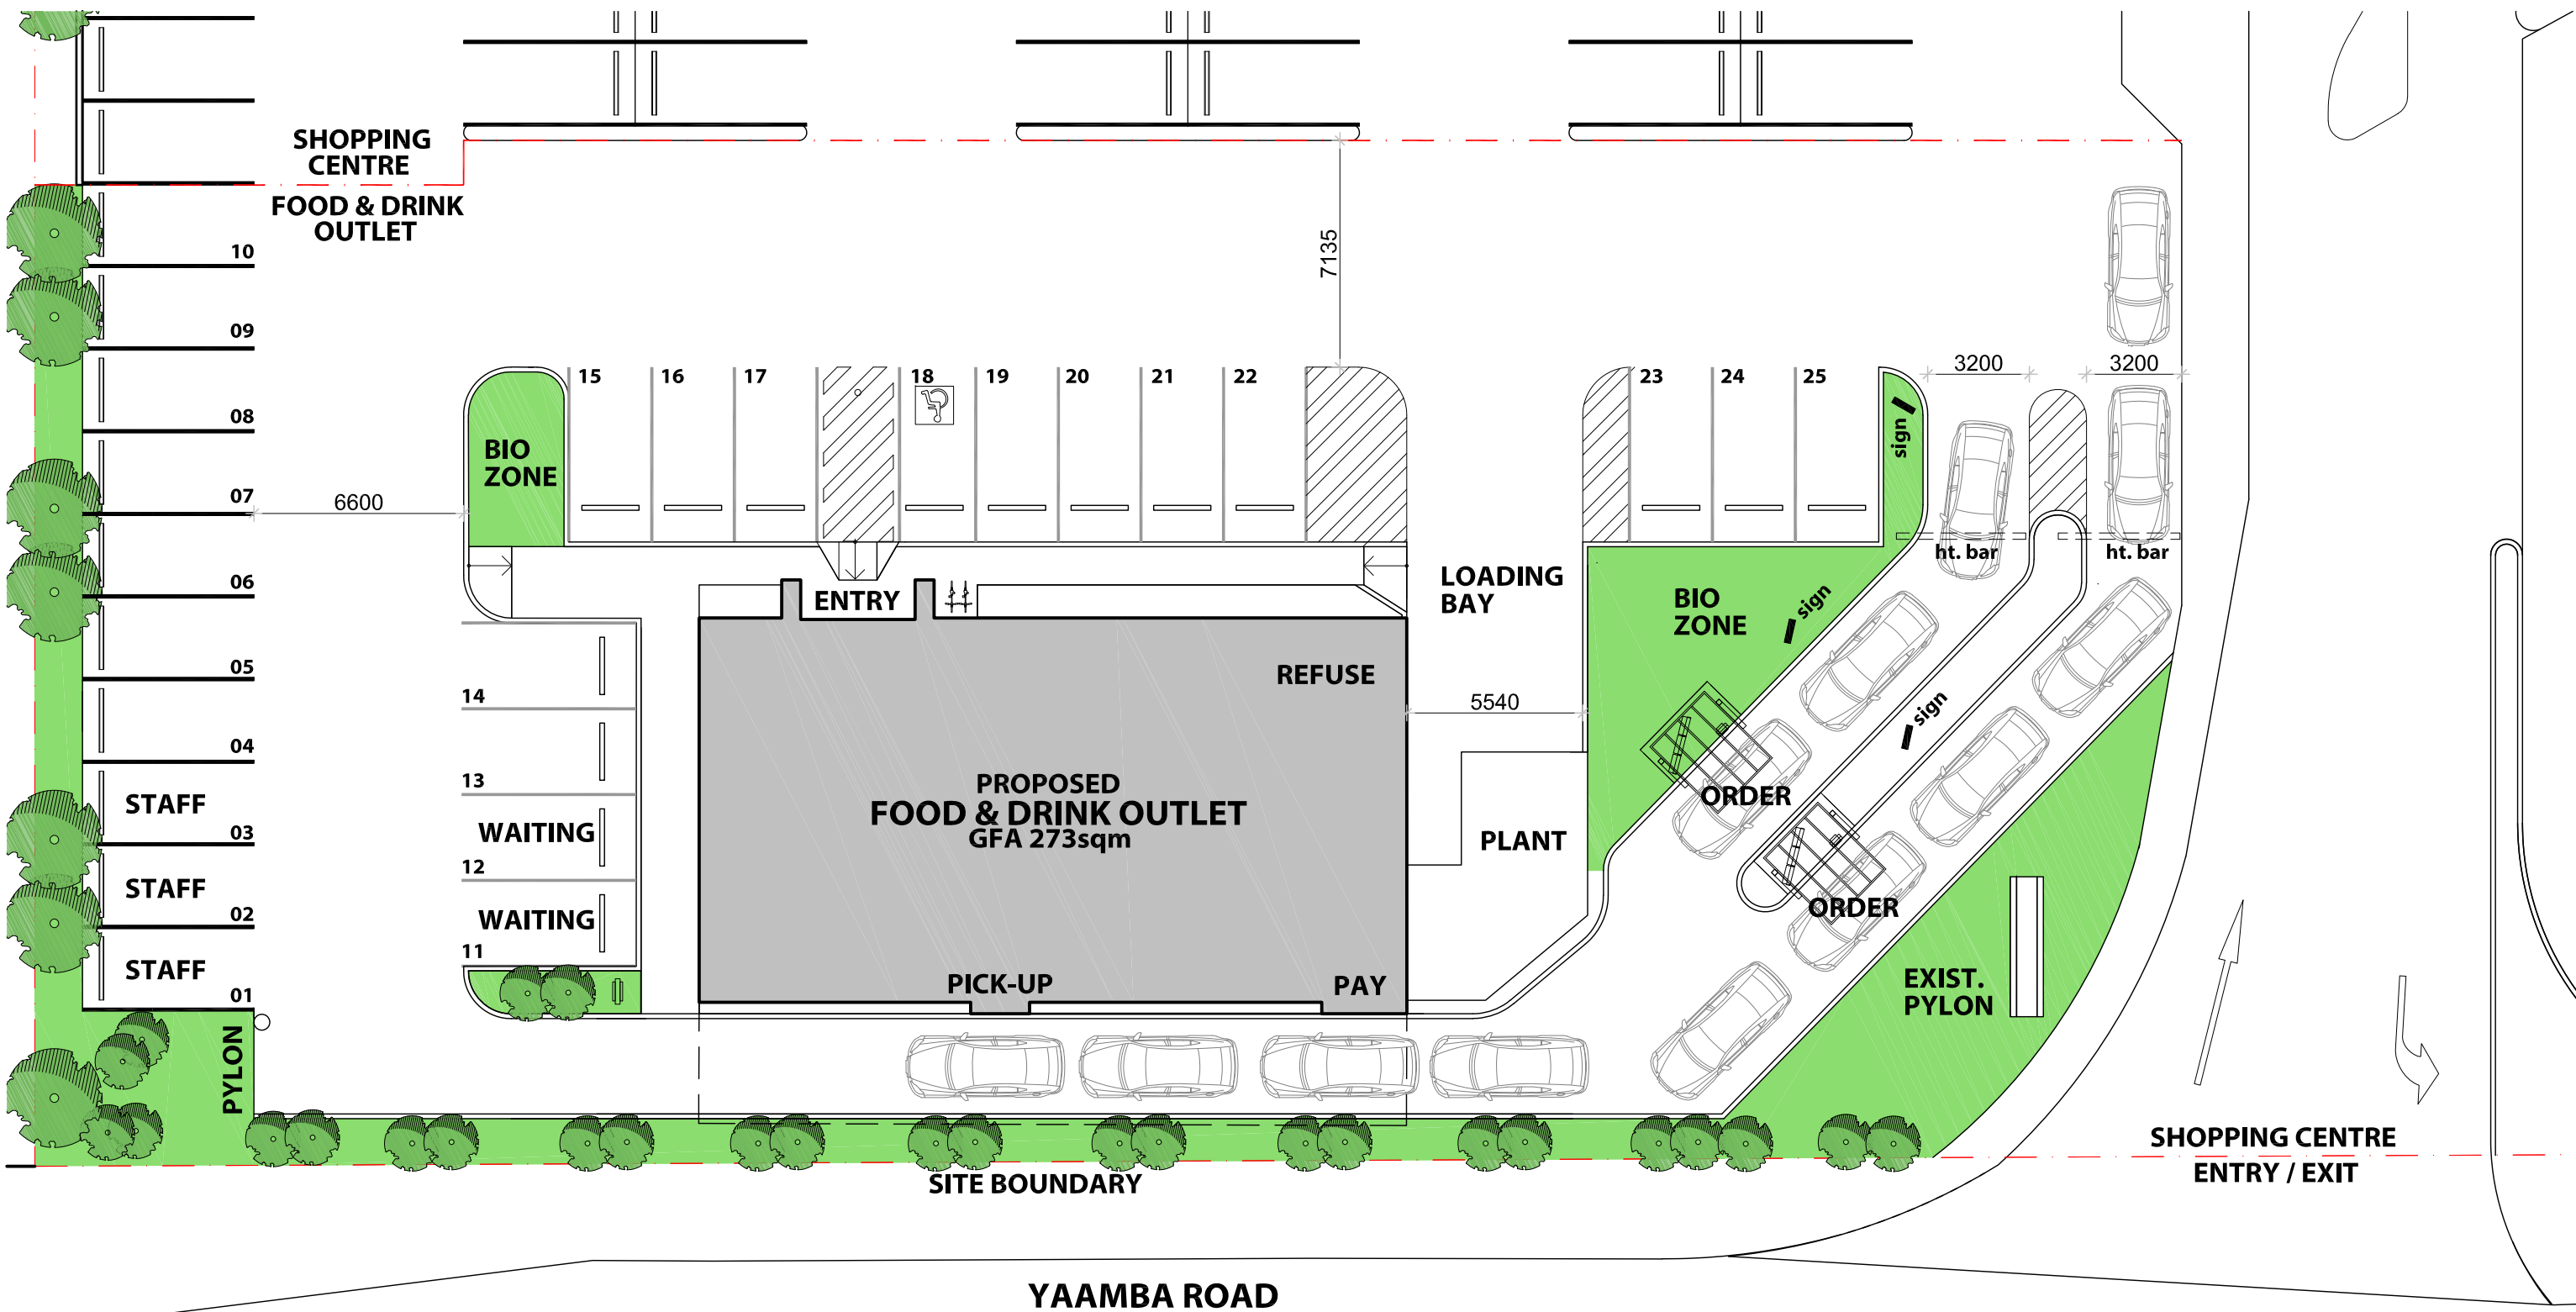 SHOPPING
CENTRE
FOOD & DRINK
OUTLET
10
09
08
07
06
05
04
STAFF
03
STAFF
02
STAFF
01
PYLON
6600
7135
3200
3200
BIO
ZONE
15
16
17
18
19
20
21
22
23
24
25
sign
ht. bar
ht. bar
ENTRY
LOADING
BAY
BIO
ZONE
sign
sign
14
13
WAITING
12
WAITING
11
REFUSE
5540
PROPOSED
FOOD & DRINK OUTLET
GFA 273sqm
PLANT
ORDER
ORDER
PICK-UP
PAY
EXIST.
PYLON
SITE BOUNDARY
SHOPPING CENTRE
ENTRY / EXIT
YAAMBA ROAD